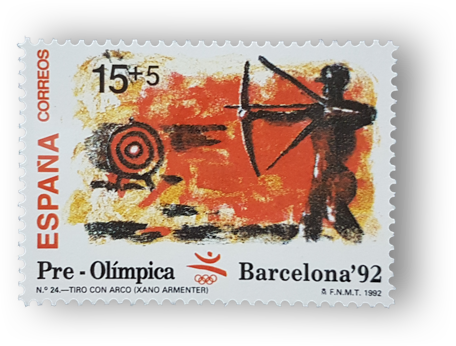 15+5
ESPAÑA CORREOS
Pre-Olímpica Barcelona'92
N.º 24.—TIRO CON ARCO (XANO ARMENTER) F.N.M.T. 1992